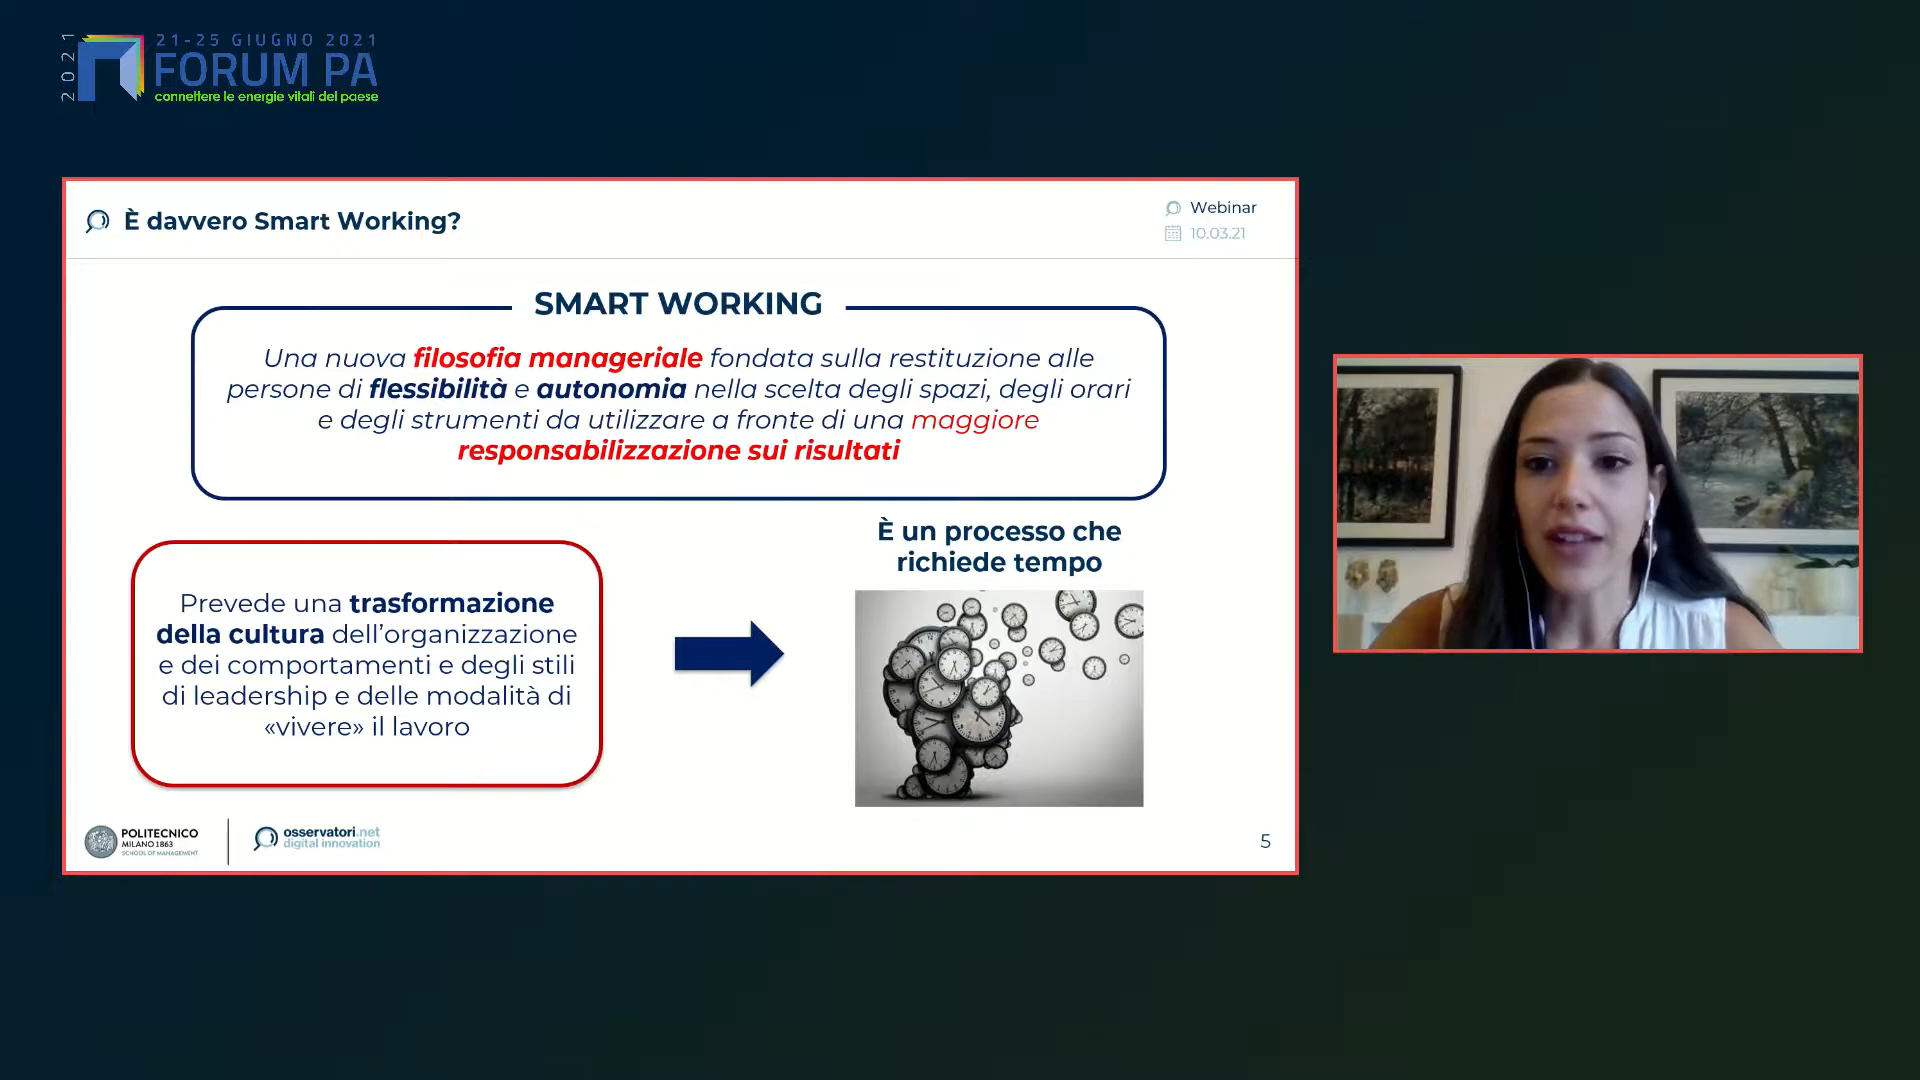 2021
21-25 GIUGNO 2021
FORUM PA
connettere le energie vitali del paese
È davvero Smart Working?
Webinar
10.03.21
SMART WORKING
Una nuova filosofia manageriale fondata sulla restituzione alle
persone di flessibilità e autonomia nella scelta degli spazi, degli orari
e degli strumenti da utilizzare a fronte di una maggiore
responsabilizzazione sui risultati
Prevede una trasformazione
della cultura dell’organizzazione
e dei comportamenti e degli stili
di leadership e delle modalità di
«vivere» il lavoro
È un processo che
richiede tempo
POLITECNICO
MILANO 1863
SCHOOL OF MANAGEMENT
osservatori.net
digital innovation
5